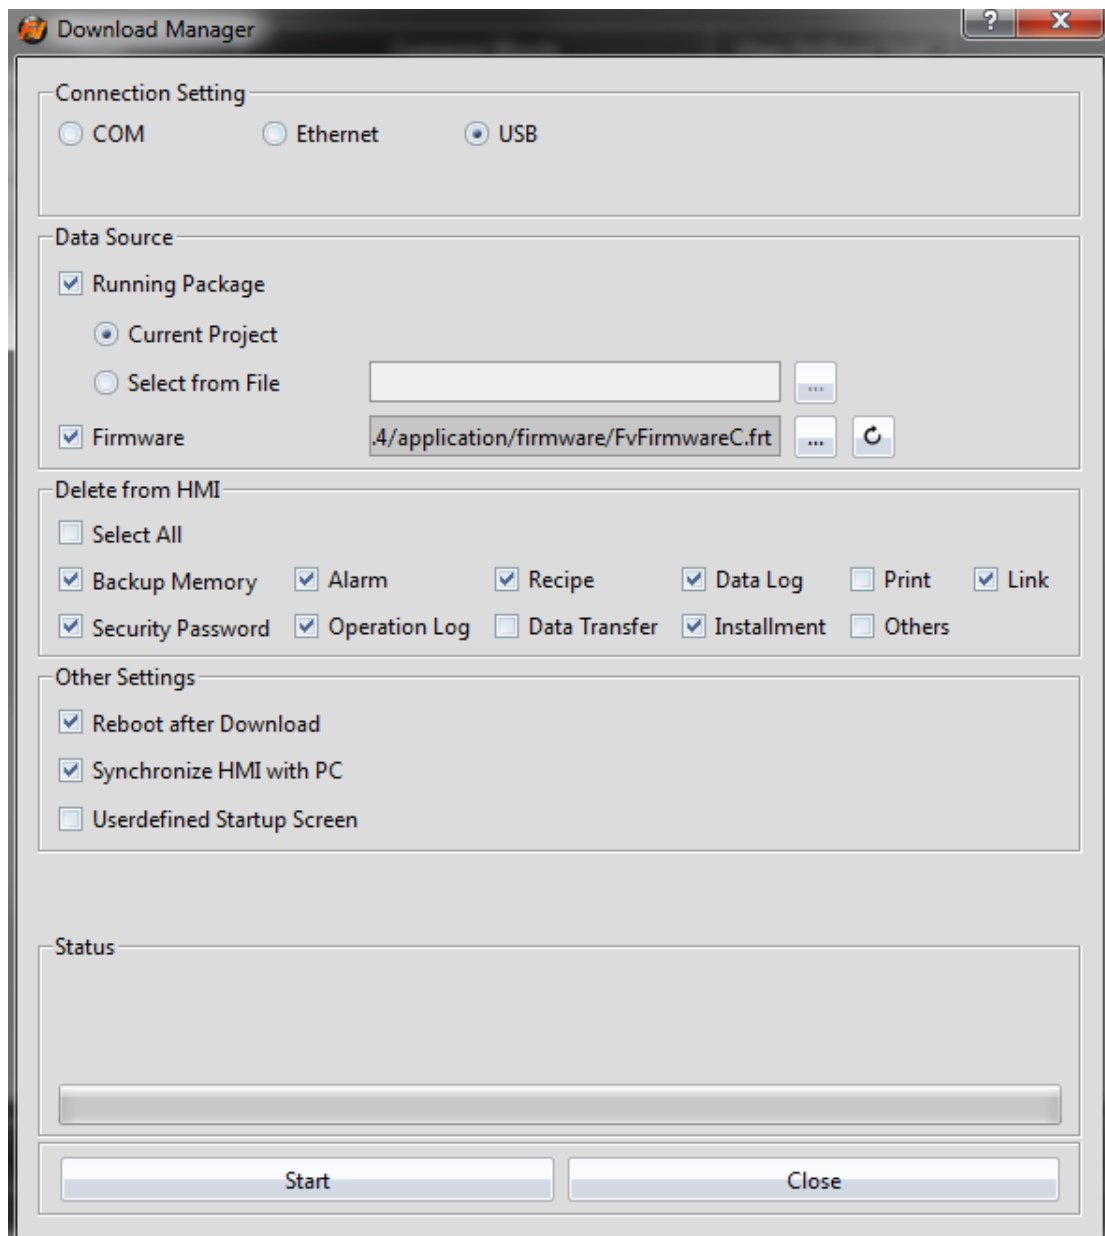 Download Manager
?
X
Connection Setting
COM Ethernet USB
Data Source
Running Package
Current Project
Select from File ...
Firmware .4/application/firmware/FvFirmwareC.frt ...
Delete from HMI
Select All
Backup Memory Alarm Recipe Data Log Print Link
Security Password Operation Log Data Transfer Installment Others
Other Settings
Reboot after Download
Synchronize HMI with PC
Userdefined Startup Screen
Status
Start Close